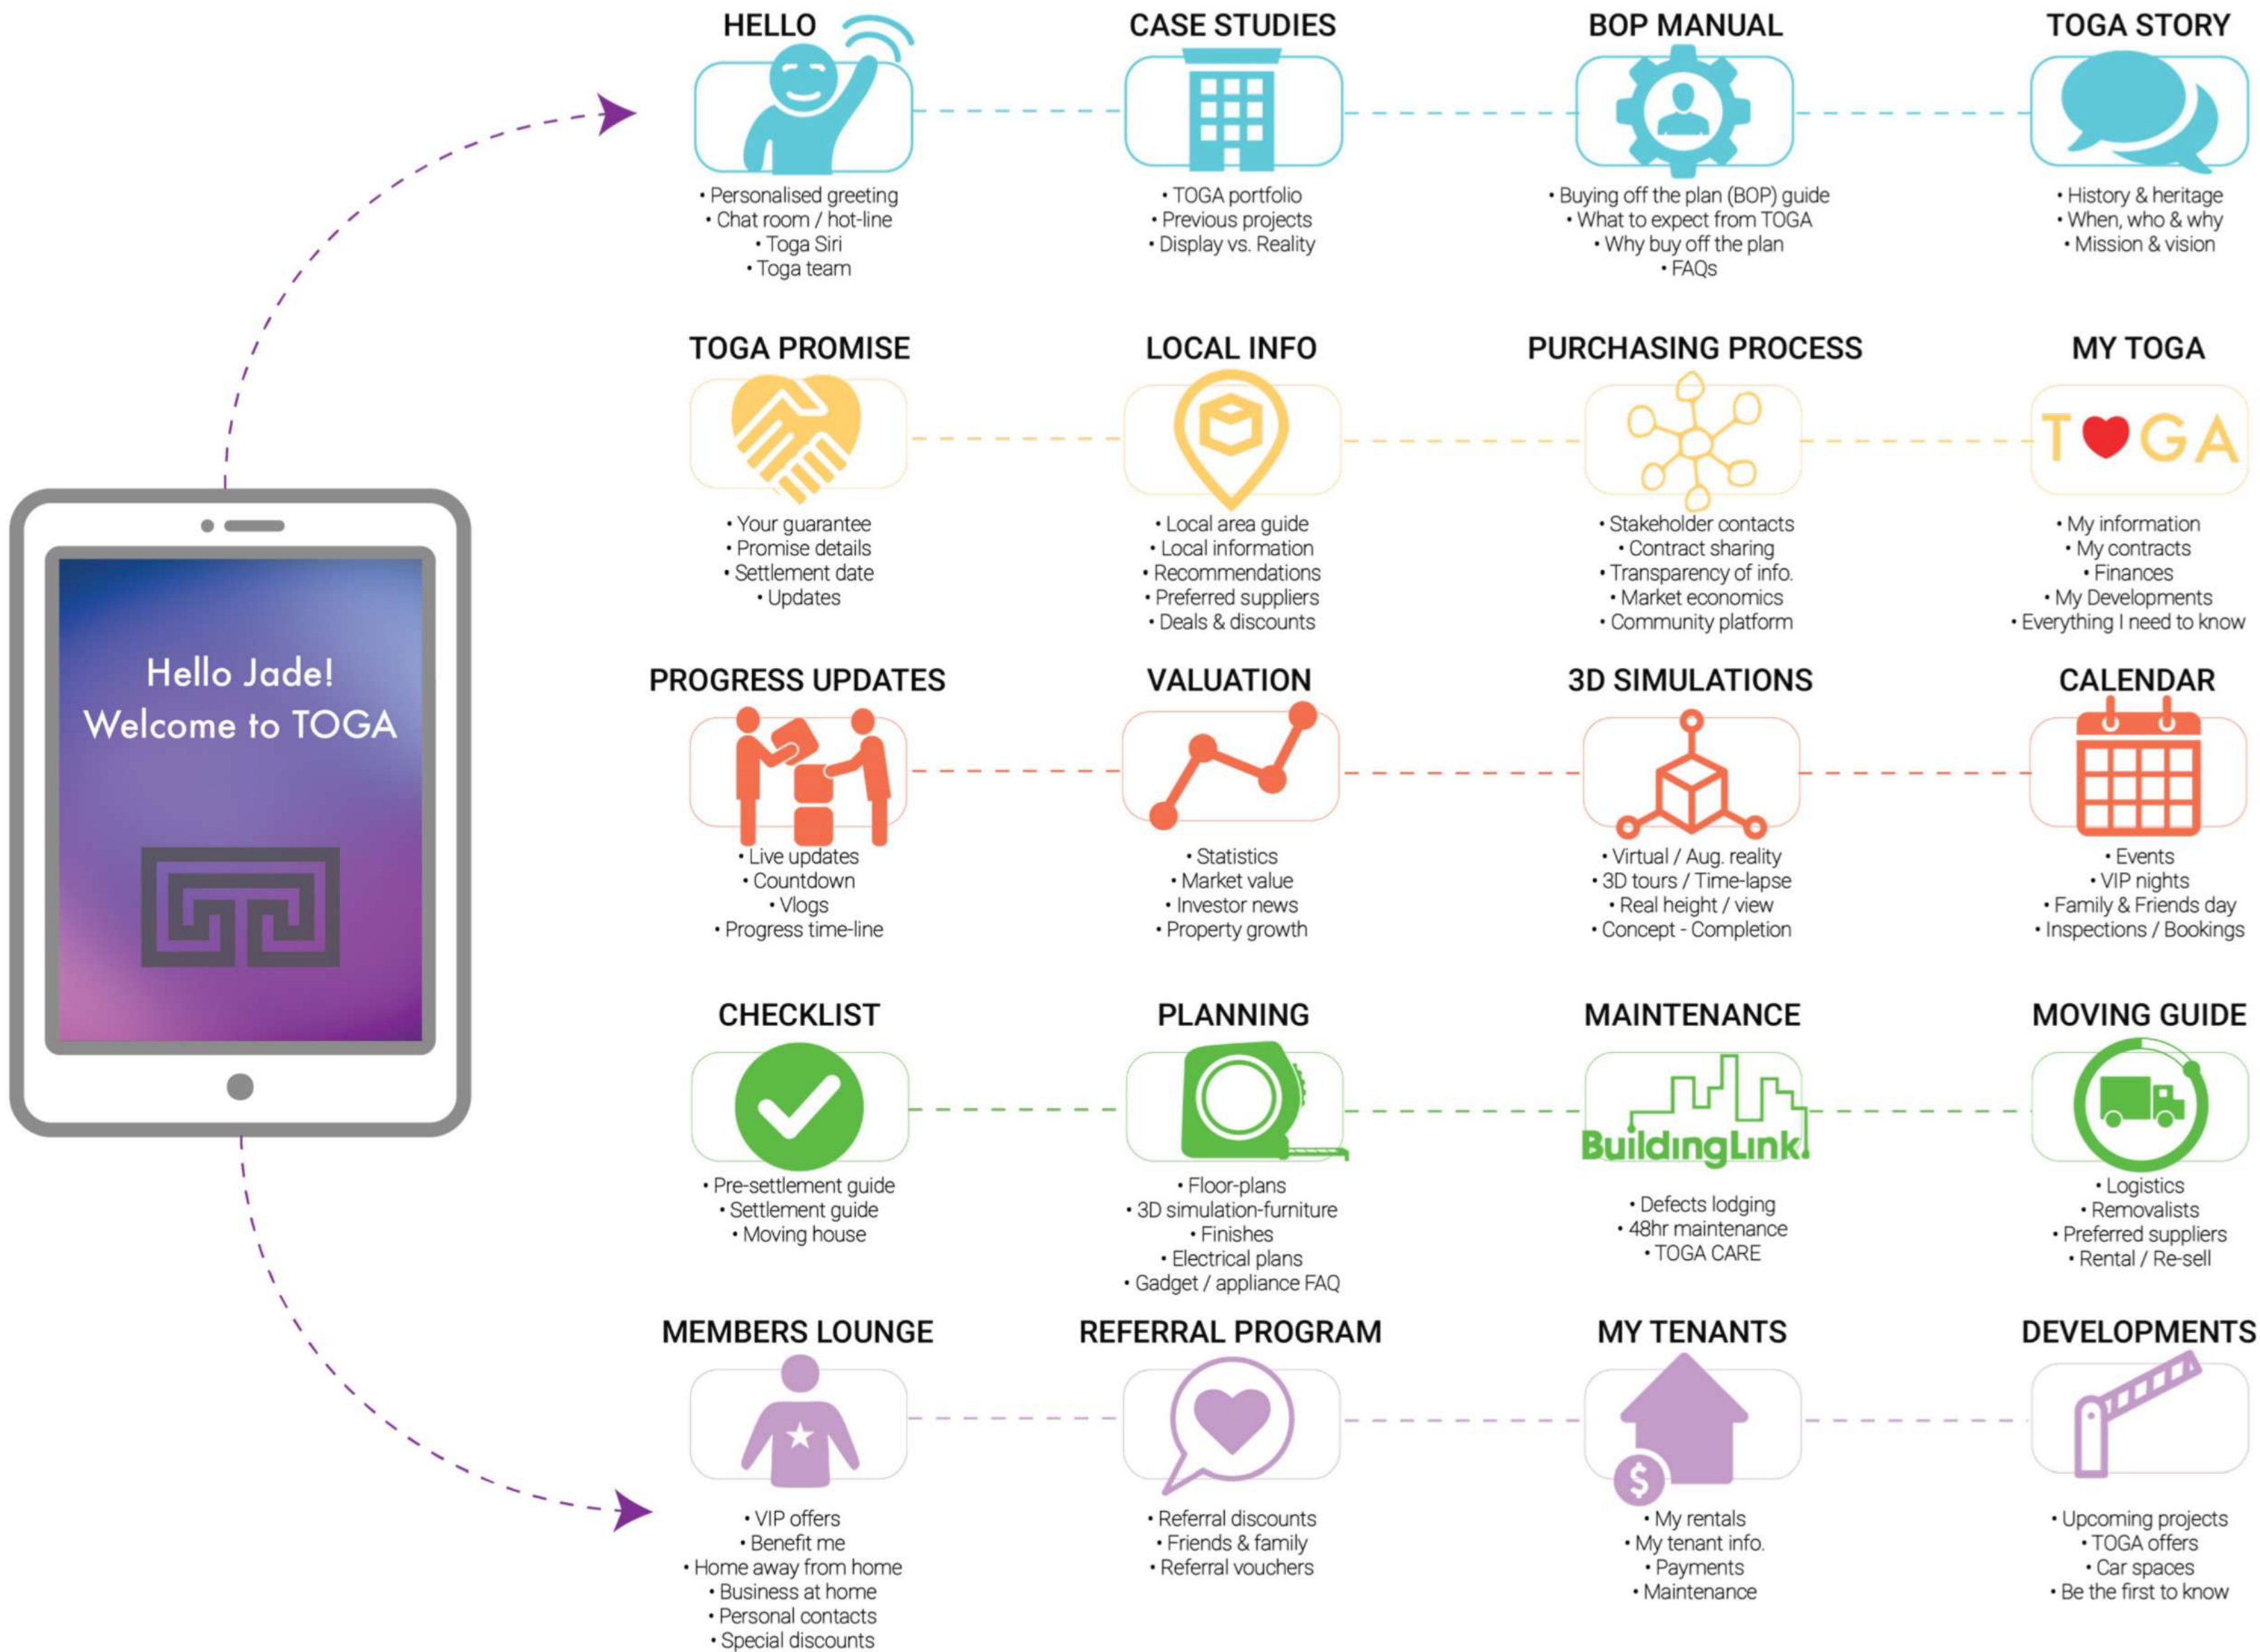 HELLO
• Personalised greeting
• Chat room / hot-line
• Toga Siri
• Toga team
CASE STUDIES
• TOGA portfolio
• Previous projects
• Display vs. Reality
BOP MANUAL
• Buying off the plan (BOP) guide
• What to expect from TOGA
• Why buy off the plan
• FAQs
TOGA STORY
• History & heritage
• When, who & why
• Mission & vision
Hello Jade!
Welcome to TOGA
TOGA PROMISE
• Your guarantee
• Promise details
• Settlement date
• Updates
LOCAL INFO
• Local area guide
• Local information
• Recommendations
• Preferred suppliers
• Deals & discounts
PURCHASING PROCESS
• Stakeholder contacts
• Contract sharing
• Transparency of info.
• Market economics
• Community platform
MY TOGA
T❤GA
• My information
• My contracts
• Finances
• My Developments
• Everything I need to know
PROGRESS UPDATES
• Live updates
• Countdown
• Vlogs
• Progress time-line
VALUATION
• Statistics
• Market value
• Investor news
• Property growth
3D SIMULATIONS
• Virtual / Aug. reality
• 3D tours / Time-lapse
• Real height / view
• Concept - Completion
CALENDAR
• Events
• VIP nights
• Family & Friends day
• Inspections / Bookings
CHECKLIST
• Pre-settlement guide
• Settlement guide
• Moving house
PLANNING
• Floor-plans
• 3D simulation-furniture
• Finishes
• Electrical plans
• Gadget / appliance FAQ
MAINTENANCE
BuildingLink
• Defects lodging
• 48hr maintenance
• TOGA CARE
MOVING GUIDE
• Logistics
• Removalists
• Preferred suppliers
• Rental / Re-sell
MEMBERS LOUNGE
• VIP offers
• Benefit me
• Home away from home
• Business at home
• Personal contacts
• Special discounts
REFERRAL PROGRAM
• Referral discounts
• Friends & family
• Referral vouchers
MY TENANTS
$
• My rentals
• My tenant info.
• Payments
• Maintenance
DEVELOPMENTS
• Upcoming projects
• TOGA offers
• Car spaces
• Be the first to know